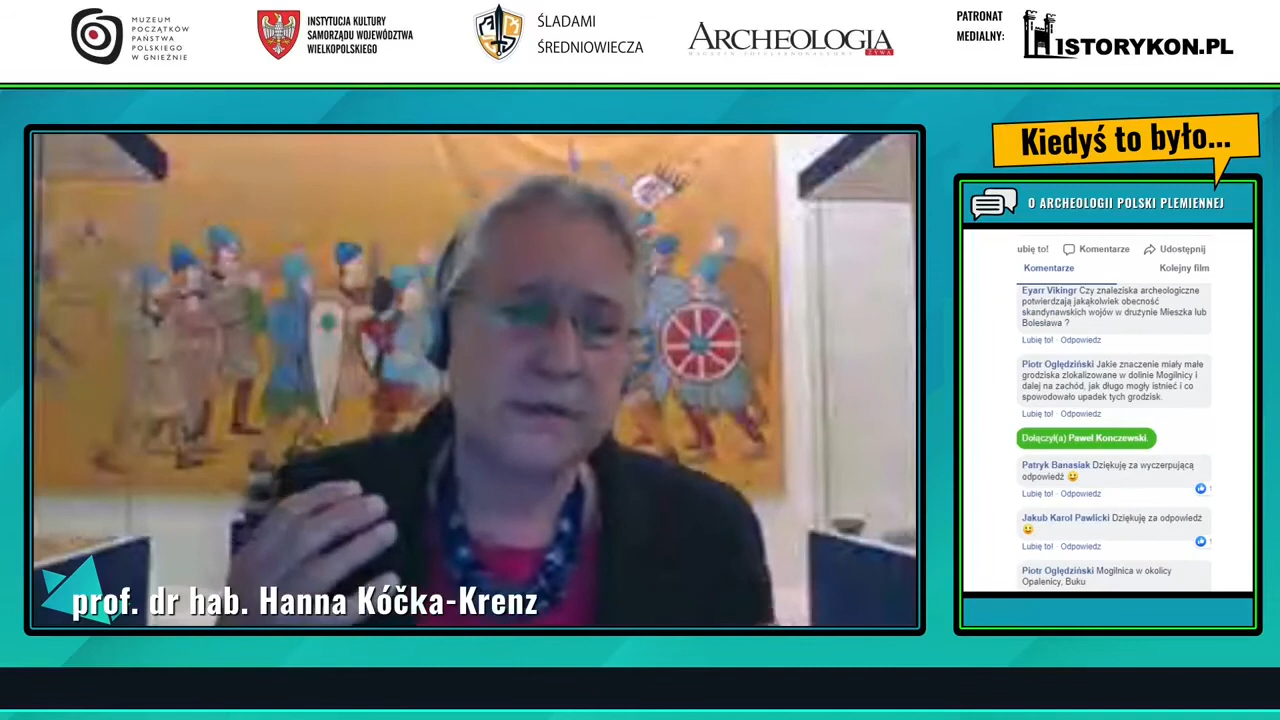 MUZEUM
POCZĄTKÓW
PAŃSTWA
POLSKIEGO
W GNIEŹNIE
INSTYTUCJA KULTURY
SAMORZĄDU WOJEWÓDZTWA
WIELKOPOLSKIEGO
ŚLADAMI
ŚREDNIOWIECZA
ARCHEOLOGIA
ŻYWA
PATRONAT
MEDIALNY:
HISTORYKON.PL
Kiedyś to było...
O ARCHEOLOGII POLSKI PLEMIENNEJ
ubię to! Komentarze Udostępnij
Komentarze Kolejny film
Eyarr Vikingr Czy znaleziska archeologiczne
potwierdzają jakąkolwiek obecność
skandynawskich wojów w drużynie Mieszka lub
Bolesława ?
Lubię to! · Odpowiedz
Piotr Oględziński Jakie znaczenie miały małe
grodziska zlokalizowane w dolinie Mogilnicy i
dalej na zachód, jak długo mogły istnieć i co
spowodowało upadek tych grodzisk.
Lubię to! · Odpowiedz
Dołączył(a) Paweł Konczewski.
Patryk Banasiak Dziękuję za wyczerpującą
odpowiedź 😀
Lubię to! · Odpowiedz
1
Jakub Karol Pawlicki Dziękuję za odpowiedź
😀
Lubię to! · Odpowiedz
1
Piotr Oględziński Mogilnica w okolicy
Opalenicy, Buku
prof. dr hab. Hanna Kóčka-Krenz